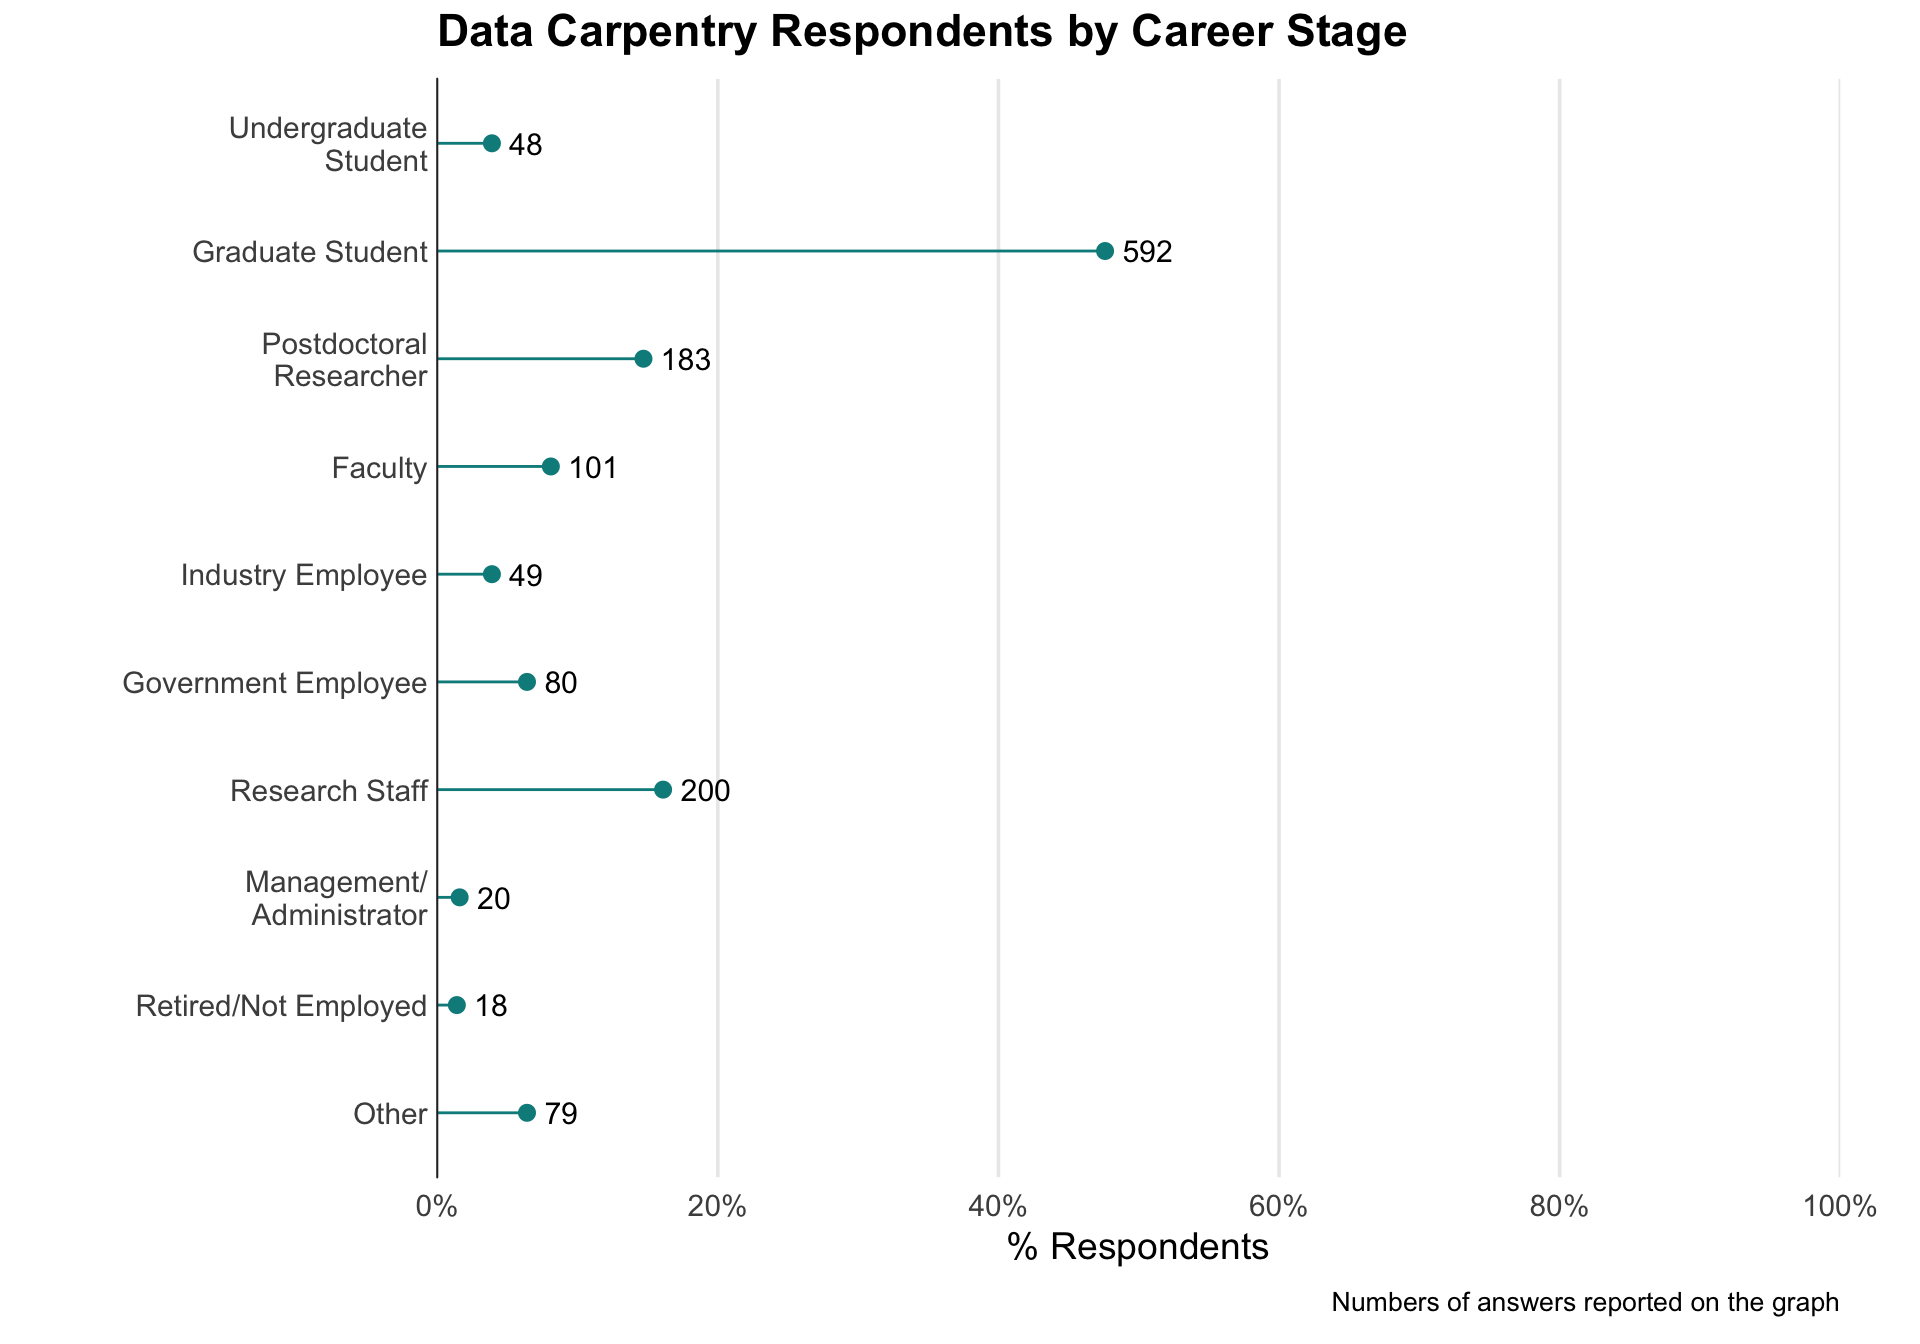 Data Carpentry Respondents by Career Stage
Undergraduate
Student
48
Graduate Student
592
Postdoctoral
Researcher
183
Faculty
101
Industry Employee
49
Government Employee
80
Research Staff
200
Management/
Administrator
20
Retired/Not Employed
18
Other
79
0% 20% 40% 60% 80% 100%
% Respondents
Numbers of answers reported on the graph